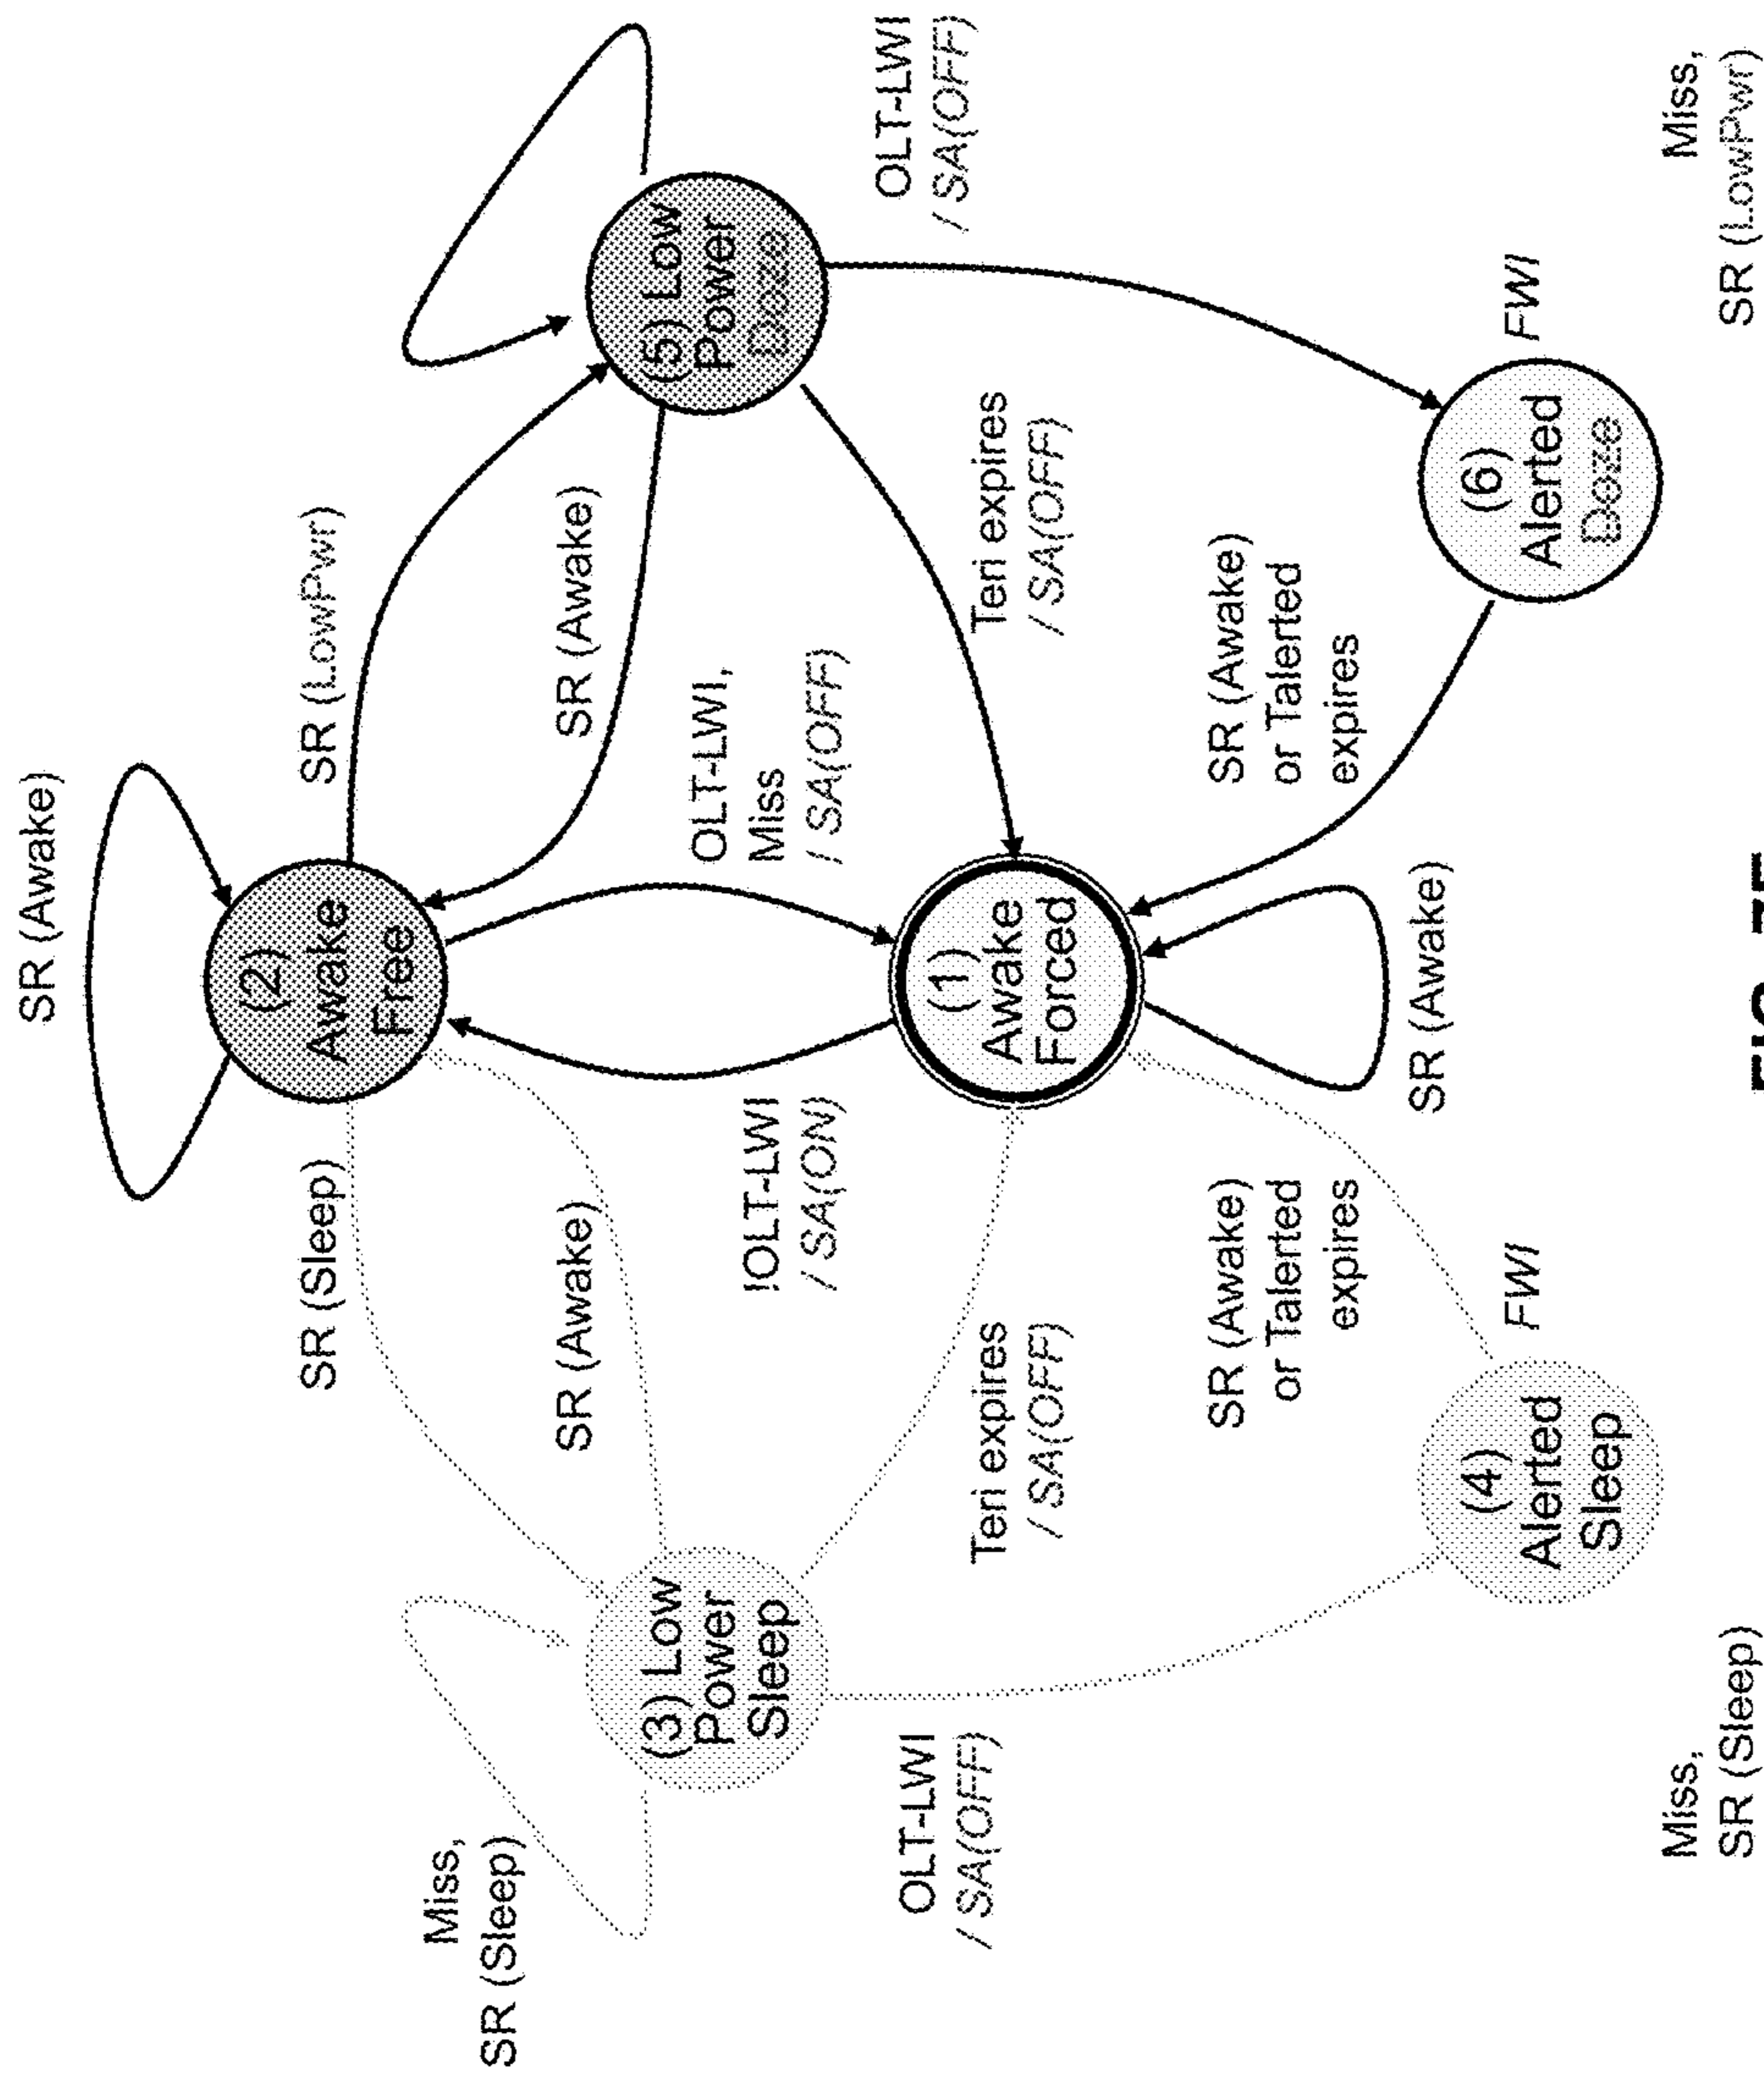 SR (Awake)
(2)
Awake
Free
SR (Sleep)
SR (LowPwr)
Miss,
SR (Sleep)
SR (Awake)
SR (Awake)
(3) Low
Power
Sleep
(5) Low
Power
Doze
!OLT-LWI
/ SA(ON)
OLT-LWI,
Miss
/ SA(OFF)
OLT-LWI
/ SA(OFF)
Teri expires
/ SA(OFF)
(1)
Awake
Forced
Teri expires
/ SA(OFF)
OLT-LWI
/ SA(OFF)
SR (Awake)
or Talerted
expires
SR (Awake)
or Talerted
expires
SR (Awake)
(4)
Alerted
Sleep
FWI
(6)
Alerted
Doze
FWI
Miss,
SR (Sleep)
Miss,
SR (LowPwr)